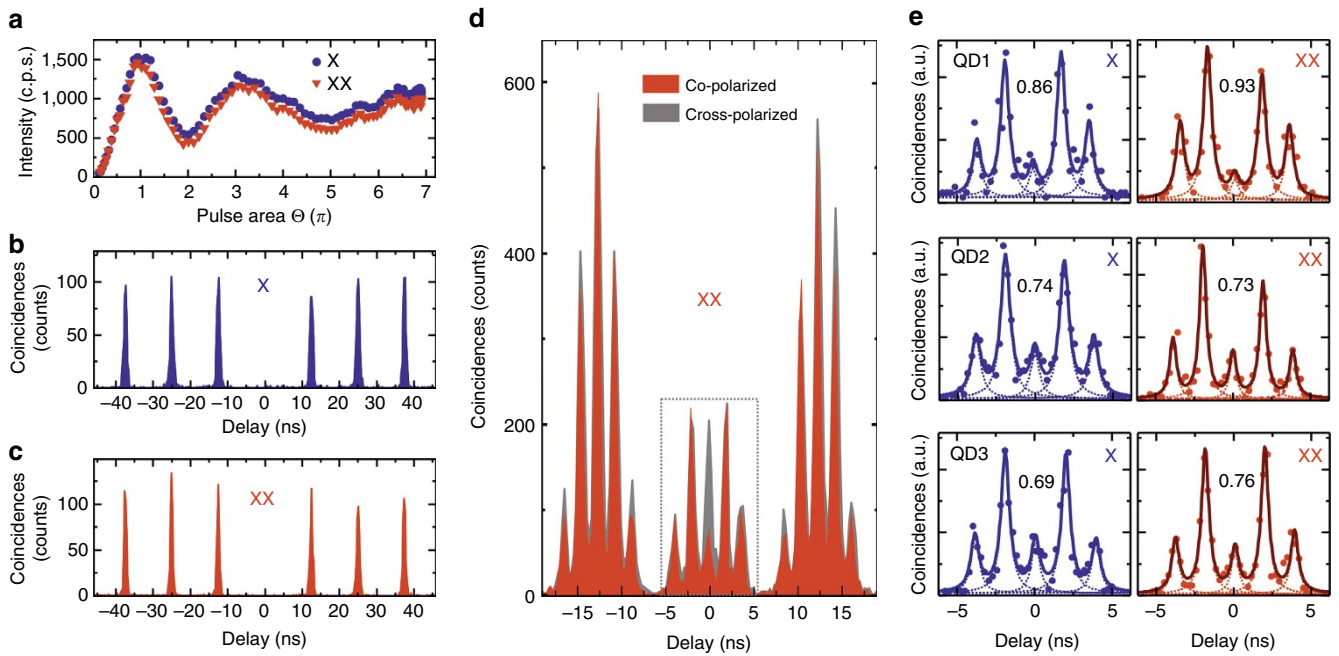 a
Intensity (c.p.s.)
1,500
1,000
500
0
X
XX
0 1 2 3 4 5 6 7
Pulse area Θ (π)
b
Coincidences
(counts)
100
50
0
X
−40 −30 −20 −10 0 10 20 30 40
Delay (ns)
c
Coincidences
(counts)
100
50
0
XX
−40 −30 −20 −10 0 10 20 30 40
Delay (ns)
d
Coincidences (counts)
600
400
200
0
Co-polarized
Cross-polarized
XX
−15 −10 −5 0 5 10 15
Delay (ns)
e
Coincidences (a.u.)
QD1
0.86
X
0.93
XX
Coincidences (a.u.)
QD2
0.74
X
0.73
XX
Coincidences (a.u.)
QD3
0.69
X
0.76
XX
−5 0 5 −5 0 5
Delay (ns) Delay (ns)